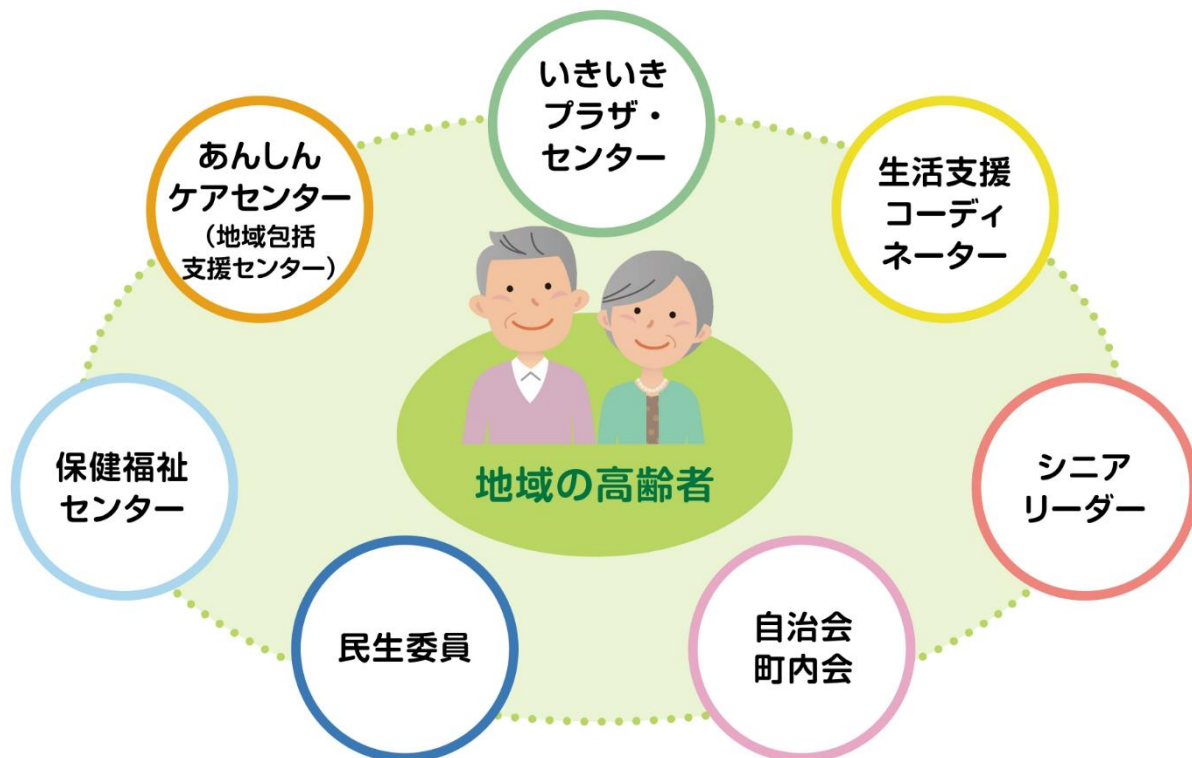 いきいき
プラザ・
センター
あんしん
ケアセンター
（地域包括
支援センター）
生活支援
コーディ
ネーター
保健福祉
センター
地域の高齢者
シニア
リーダー
民生委員
自治会
町内会